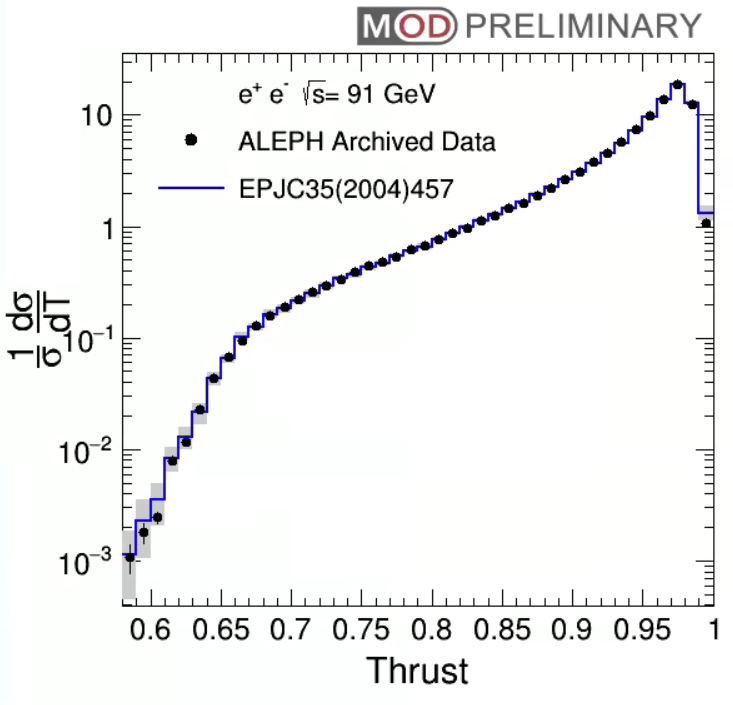 MOD PRELIMINARY
e⁺ e⁻ √s= 91 GeV
ALEPH Archived Data
EPJC35(2004)457
10
1
10⁻¹
10⁻²
10⁻³
1/σ dσ/dT
0.6 0.65 0.7 0.75 0.8 0.85 0.9 0.95 1
Thrust